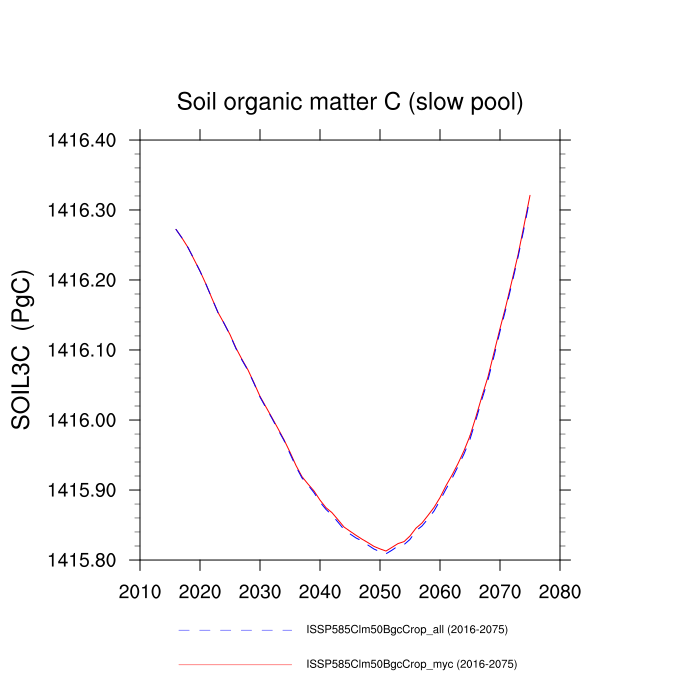 Soil organic matter C (slow pool)
SOIL3C (PgC)
1416.40
1416.30
1416.20
1416.10
1416.00
1415.90
1415.80
2010 2020 2030 2040 2050 2060 2070 2080
ISSP585Clm50BgcCrop_all (2016-2075)
ISSP585Clm50BgcCrop_myc (2016-2075)